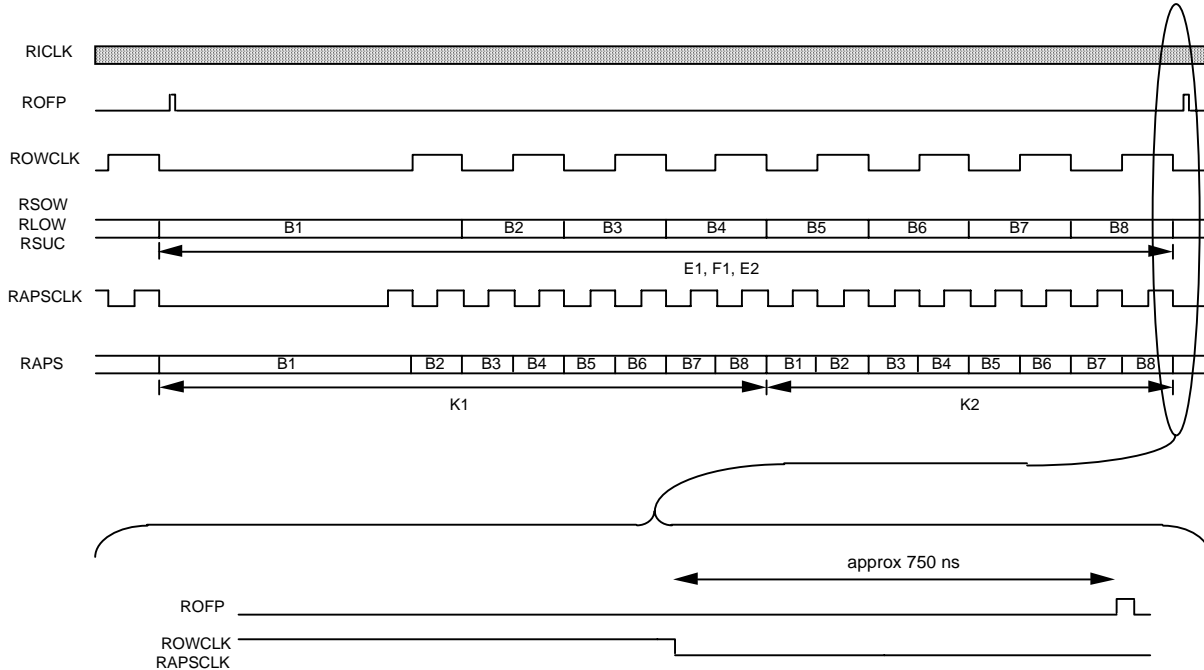 RICLK
ROFP
ROWCLK
RSOW
RLOW B1 B2 B3 B4 B5 B6 B7 B8
RSUC
E1, F1, E2
RAPSCLK
RAPS B1 B2 B3 B4 B5 B6 B7 B8 B1 B2 B3 B4 B5 B6 B7 B8
K1 K2
approx 750 ns
ROFP
ROWCLK
RAPSCLK